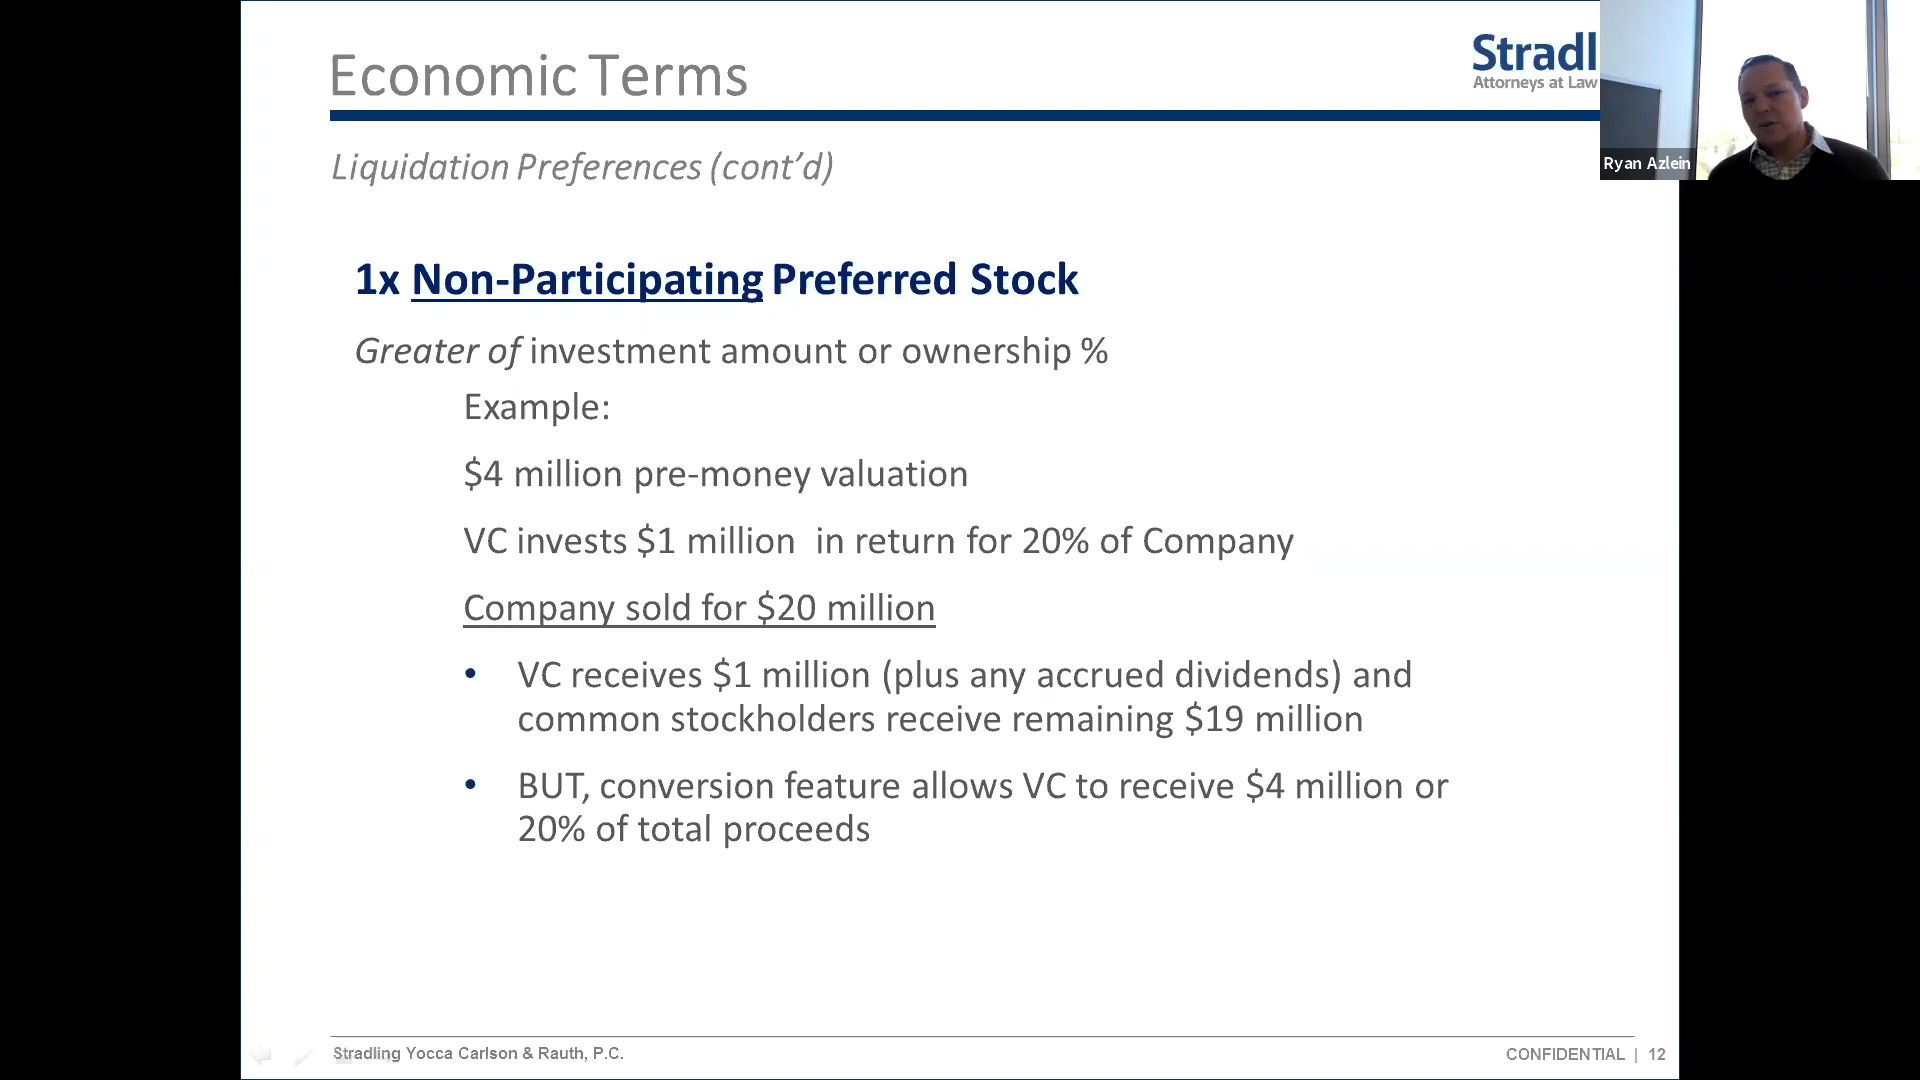 Economic Terms
Stradl
Attorneys at Law
Ryan Azlein
Liquidation Preferences (cont’d)
1x Non-Participating Preferred Stock
Greater of investment amount or ownership %
Example:
$4 million pre-money valuation
VC invests $1 million  in return for 20% of Company
Company sold for $20 million
• VC receives $1 million (plus any accrued dividends) and
common stockholders receive remaining $19 million
• BUT, conversion feature allows VC to receive $4 million or
20% of total proceeds
Stradling Yocca Carlson & Rauth, P.C.
CONFIDENTIAL | 12